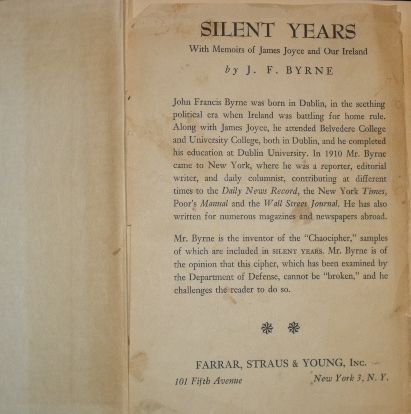 SILENT YEARS
With Memoirs of James Joyce and Our Ireland
by J. F. BYRNE
John Francis Byrne was born in Dublin, in the seething
political era when Ireland was battling for home rule.
Along with James Joyce, he attended Belvedere College
and University College, both in Dublin, and he completed
his education at Dublin University. In 1910 Mr. Byrne
came to New York, where he was a reporter, editorial
writer, and daily columnist, contributing at different
times to the Daily News Record, the New York Times,
Poor's Manual and the Wall Street Journal. He has also
written for numerous magazines and newspapers abroad.
Mr. Byrne is the inventor of the "Chaocipher," samples
of which are included in SILENT YEARS. Mr. Byrne is of
the opinion that this cipher, which has been examined by
the Department of Defense, cannot be "broken," and he
challenges the reader to do so.
FARRAR, STRAUS & YOUNG, INC.
101 Fifth Avenue New York 3, N. Y.